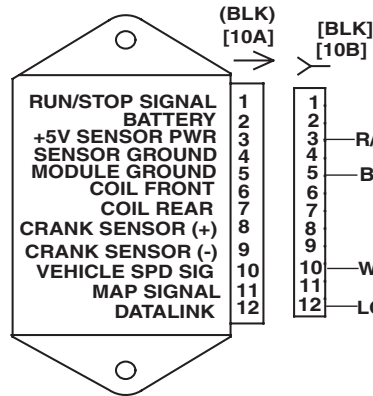 (BLK)
[10A]
[BLK]
[10B]
RUN/STOP SIGNAL 1
BATTERY 2
+5V SENSOR PWR 3
SENSOR GROUND 4
MODULE GROUND 5
COIL FRONT 6
COIL REAR 7
CRANK SENSOR (+) 8
CRANK SENSOR (-) 9
VEHICLE SPD SIG 10
MAP SIGNAL 11
DATALINK 12
1
2
3 R/
4
5 B
6
7
8
9
10 W
11
12 LG